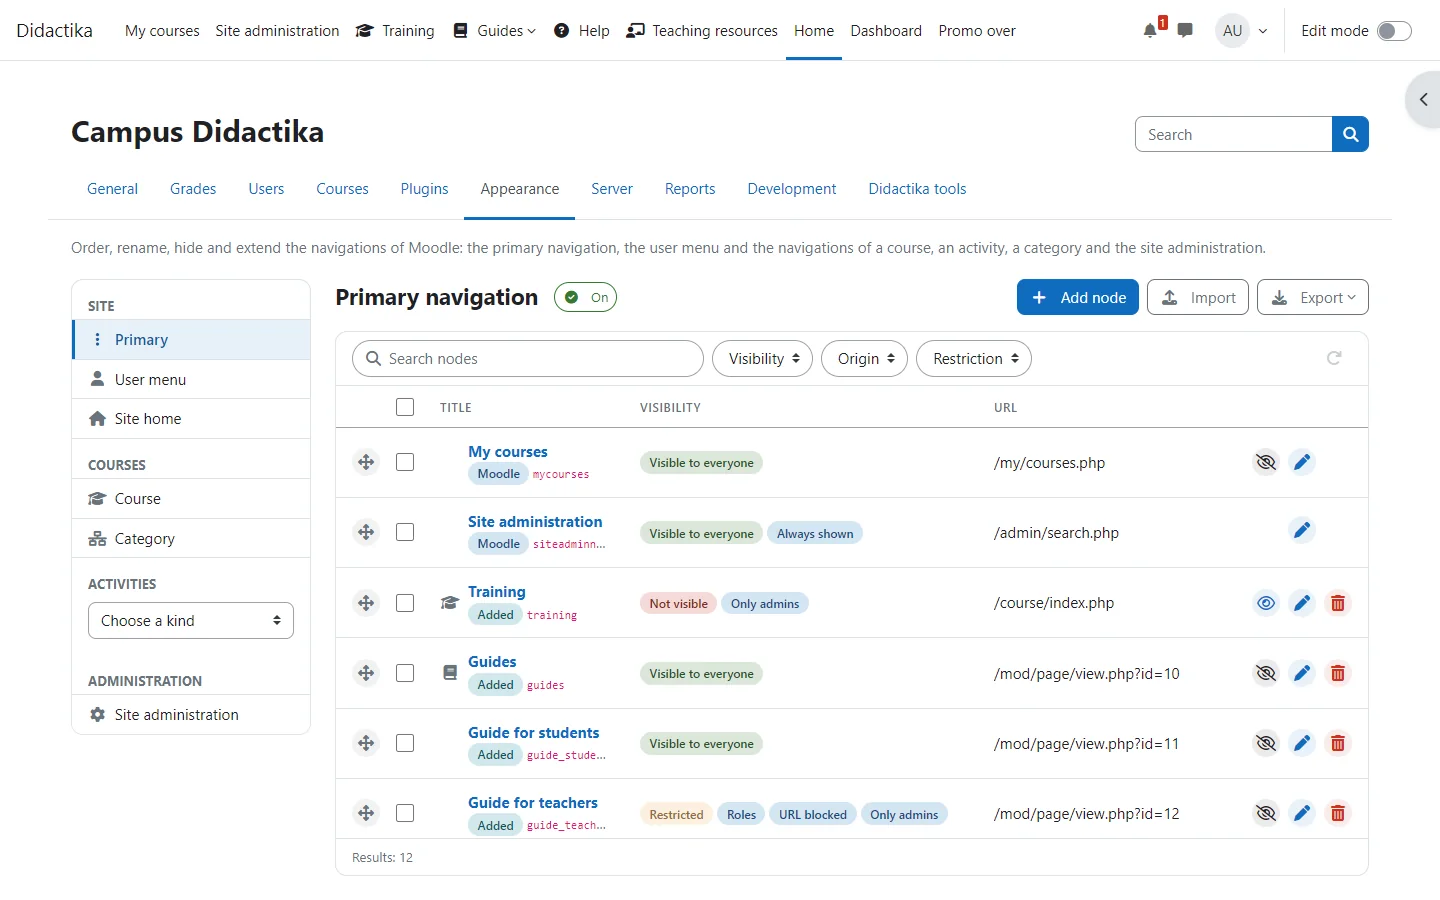 Didactika My courses Site administration Training Guides Help Teaching resources Home Dashboard Promo over 1 AU Edit mode
Campus Didactika
Search
General Grades Users Courses Plugins Appearance Server Reports Development Didactika tools
Order, rename, hide and extend the navigations of Moodle: the primary navigation, the user menu and the navigations of a course, an activity, a category and the site administration.
SITE
Primary
User menu
Site home
COURSES
Course
Category
ACTIVITIES
Choose a kind
ADMINISTRATION
Site administration
Primary navigation On Add node Import Export
Search nodes Visibility Origin Restriction
TITLE VISIBILITY URL
My courses
Moodle mycourses Visible to everyone /my/courses.php
Site administration
Moodle siteadminn... Visible to everyone Always shown /admin/search.php
Training
Added training Not visible Only admins /course/index.php
Guides
Added guides Visible to everyone /mod/page/view.php?id=10
Guide for students
Added guide_stude... Visible to everyone /mod/page/view.php?id=11
Guide for teachers
Added guide_teach... Restricted Roles URL blocked Only admins /mod/page/view.php?id=12
Results: 12